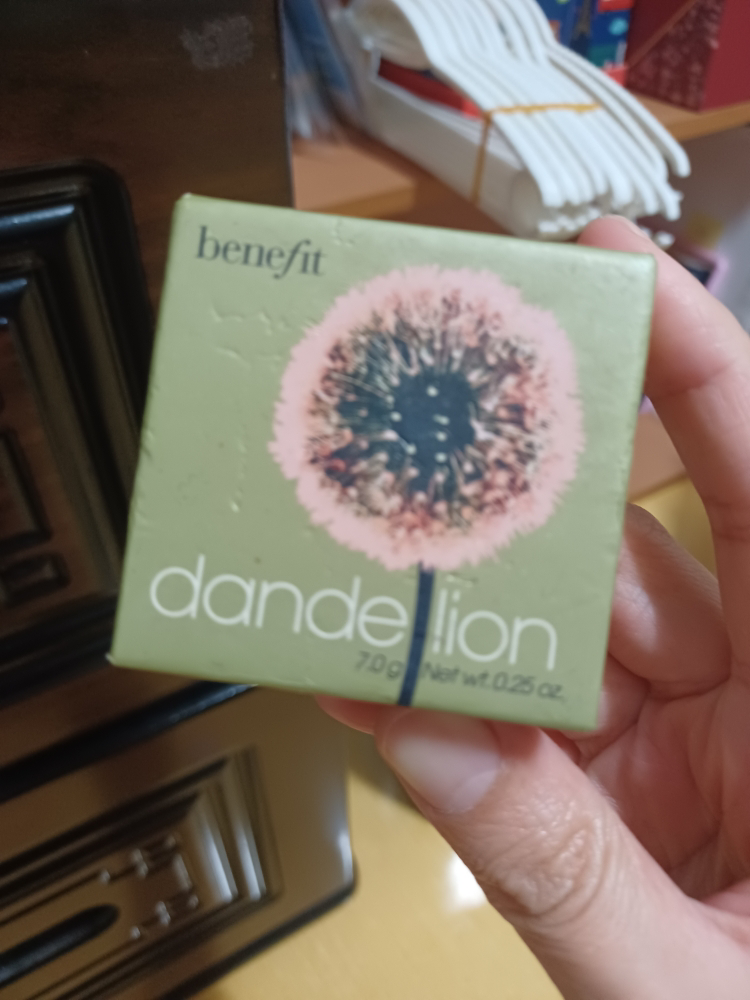 benefit
dandelion
7.0 g Net wt. 0.25 oz.